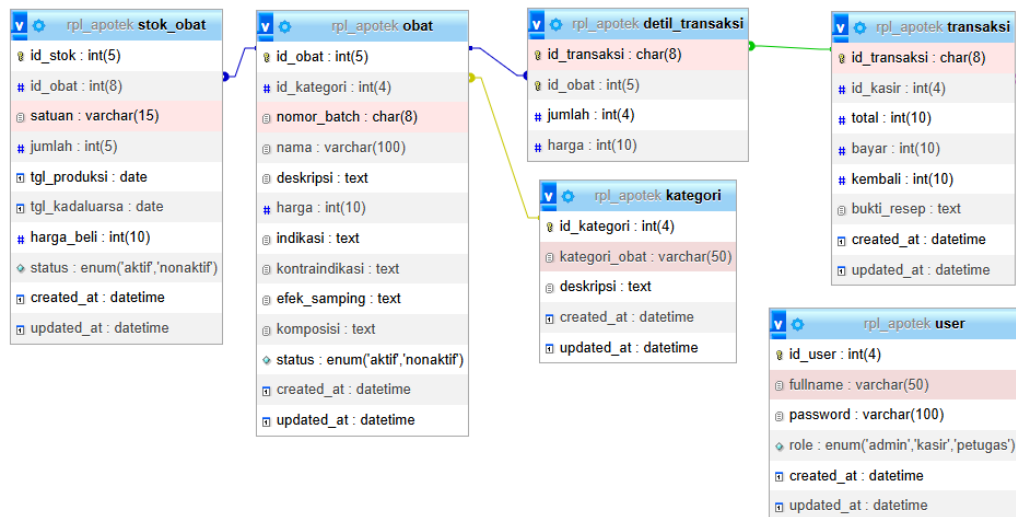 rpl_apotek stok_obat
id_stok : int(5)
id_obat : int(8)
satuan : varchar(15)
jumlah : int(5)
tgl_produksi : date
tgl_kadaluarsa : date
harga_beli : int(10)
status : enum('aktif','nonaktif')
created_at : datetime
updated_at : datetime
rpl_apotek obat
id_obat : int(5)
id_kategori : int(4)
nomor_batch : char(8)
nama : varchar(100)
deskripsi : text
harga : int(10)
indikasi : text
kontraindikasi : text
efek_samping : text
komposisi : text
status : enum('aktif','nonaktif')
created_at : datetime
updated_at : datetime
rpl_apotek detil_transaksi
id_transaksi : char(8)
id_obat : int(5)
jumlah : int(4)
harga : int(10)
rpl_apotek kategori
id_kategori : int(4)
kategori_obat : varchar(50)
deskripsi : text
created_at : datetime
updated_at : datetime
rpl_apotek transaksi
id_transaksi : char(8)
id_kasir : int(4)
total : int(10)
bayar : int(10)
kembali : int(10)
bukti_resep : text
created_at : datetime
updated_at : datetime
rpl_apotek user
id_user : int(4)
fullname : varchar(50)
password : varchar(100)
role : enum('admin','kasir','petugas')
created_at : datetime
updated_at : datetime